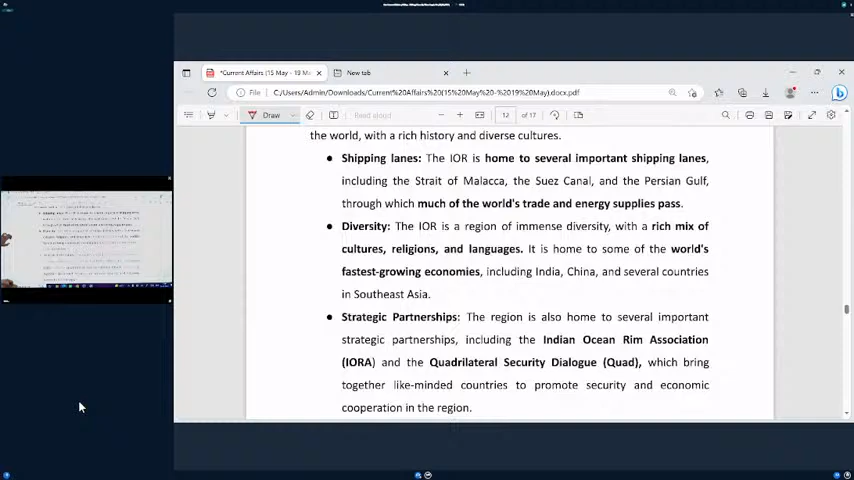 *Current Affairs (15 May - 19 Ma
New tab
File
C:/Users/Admin/Downloads/Current%20Affairs%20(15%20May%20-%2019%20May).docx.pdf
Draw
Read aloud
12
of 17
the world, with a rich history and diverse cultures.
● Shipping lanes: The IOR is home to several important shipping lanes,
including the Strait of Malacca, the Suez Canal, and the Persian Gulf,
through which much of the world's trade and energy supplies pass.
● Diversity: The IOR is a region of immense diversity, with a rich mix of
cultures, religions, and languages. It is home to some of the world's
fastest-growing economies, including India, China, and several countries
in Southeast Asia.
● Strategic Partnerships: The region is also home to several important
strategic partnerships, including the Indian Ocean Rim Association
(IORA) and the Quadrilateral Security Dialogue (Quad), which bring
together like-minded countries to promote security and economic
cooperation in the region.